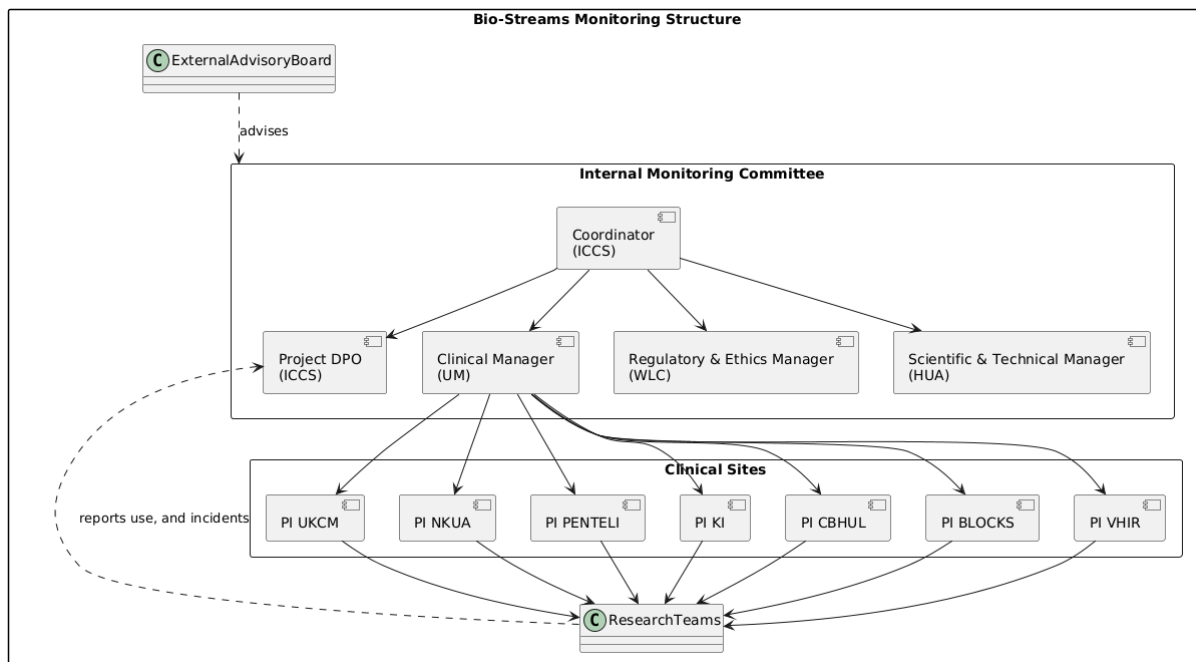 Bio-Streams Monitoring Structure
C ExternalAdvisoryBoard
advises
Internal Monitoring Committee
Coordinator
(ICCS)
Project DPO
(ICCS)
Clinical Manager
(UM)
Regulatory & Ethics Manager
(WLC)
Scientific & Technical Manager
(HUA)
Clinical Sites
PI UKCM
PI NKUA
PI PENTELI
PI KI
PI CBHUL
PI BLOCKS
PI VHIR
reports use, and incidents
C ResearchTeams